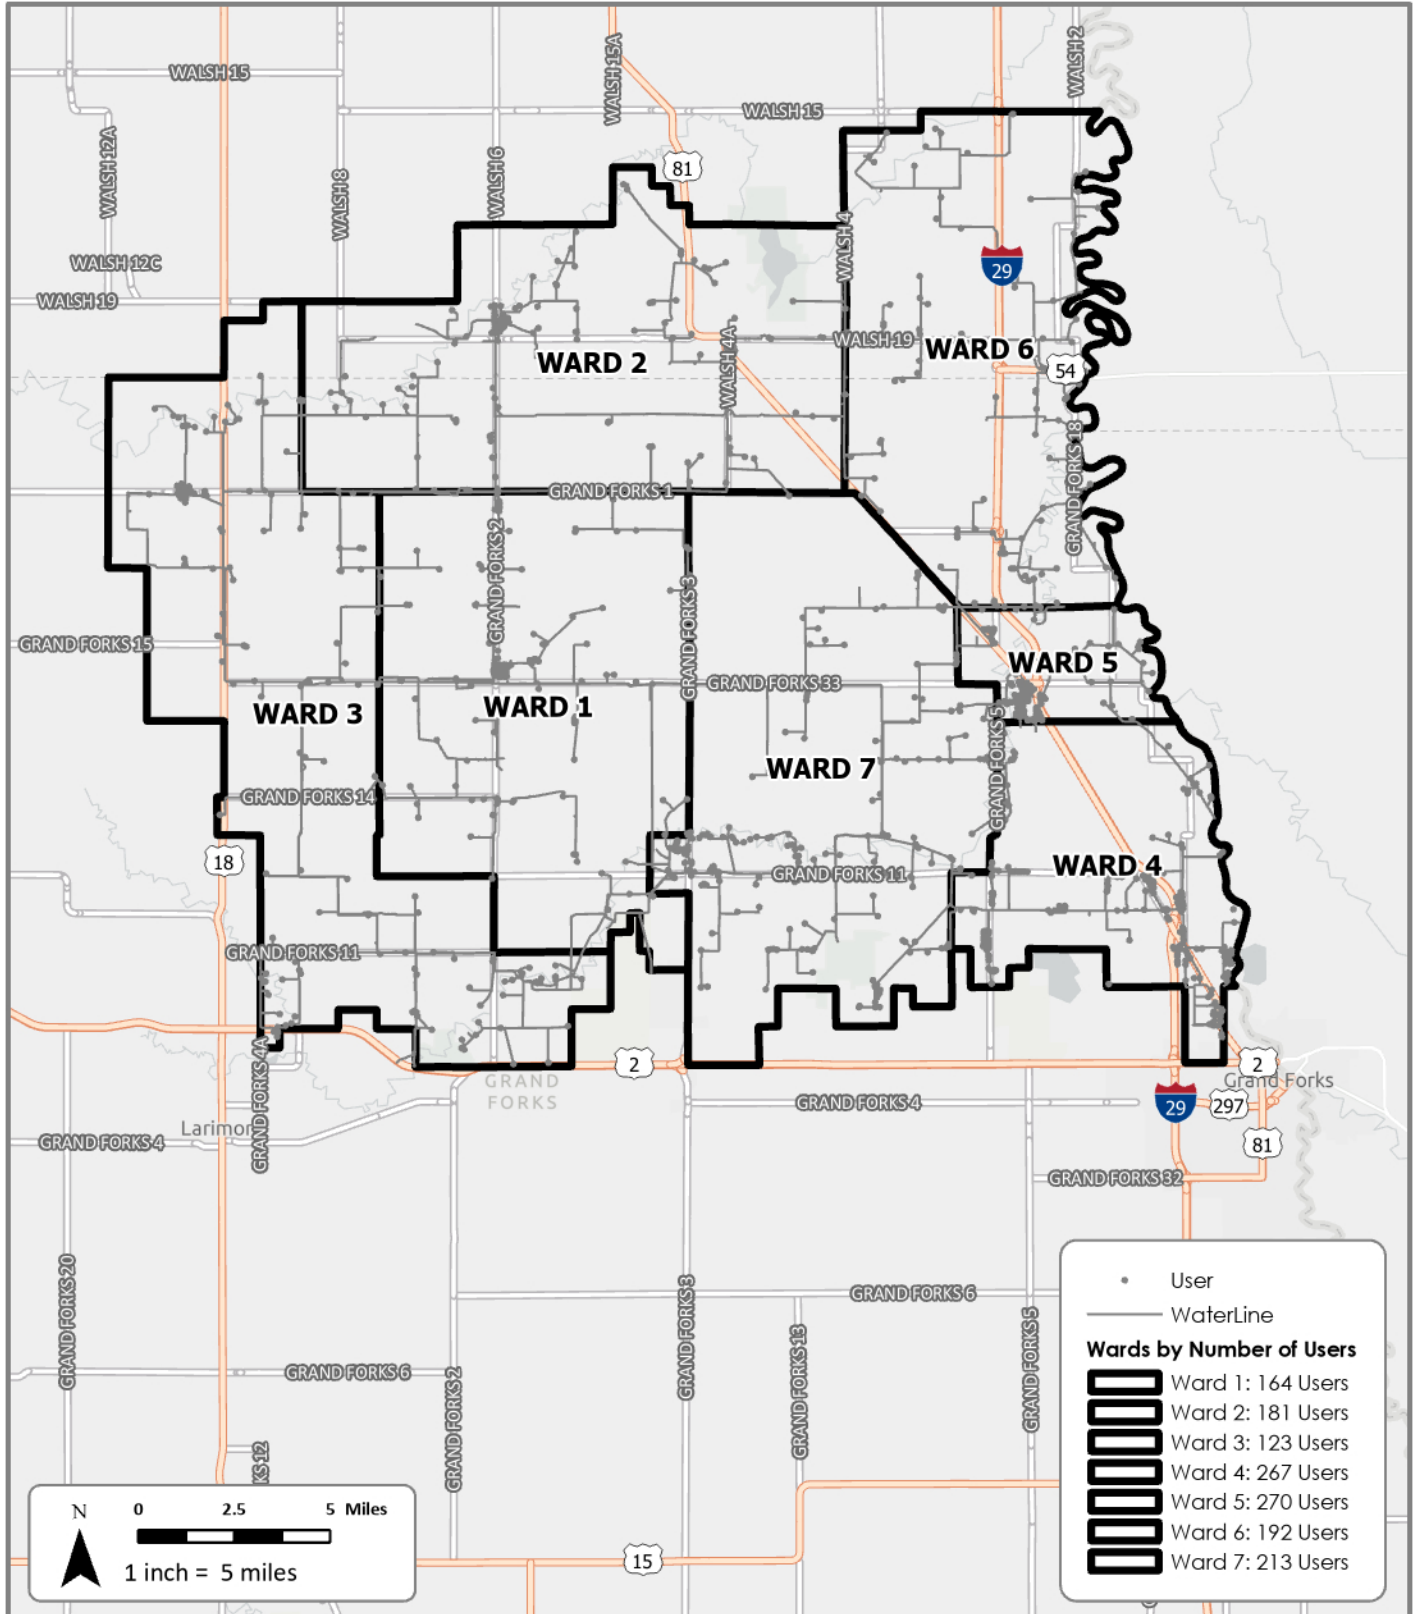 WALSH 15A
WALSH 2
WALSH 15
WALSH 15
WALSH 12A
WALSH 8
WALSH 6
81
WALSH 4
WALSH 12C
29
WALSH 19
WALSH 19
WARD 6
WARD 2
WALSH 4A
54
GRAND FORKS 18
GRAND FORKS 1
GRAND FORKS 2
GRAND FORKS 3
GRAND FORKS 15
WARD 5
GRAND FORKS 33
WARD 3
WARD 1
GRAND FORKS 5
WARD 7
GRAND FORKS 14
18
WARD 4
GRAND FORKS 11
GRAND FORKS 11
GRAND FORKS 4A
2
2
GRAND
FORKS
Grand Forks
29
297
GRAND FORKS 4
Larimor
GRAND FORKS 4
81
GRAND FORKS 32
GRAND FORKS 20
GRAND FORKS 3
GRAND FORKS 6
GRAND FORKS 13
GRAND FORKS 5
GRAND FORKS 6
GRAND FORKS 2
KS 12
15
User
WaterLine
Wards by Number of Users
Ward 1: 164 Users
Ward 2: 181 Users
Ward 3: 123 Users
Ward 4: 267 Users
Ward 5: 270 Users
Ward 6: 192 Users
Ward 7: 213 Users
N
0 2.5 5 Miles
1 inch = 5 miles